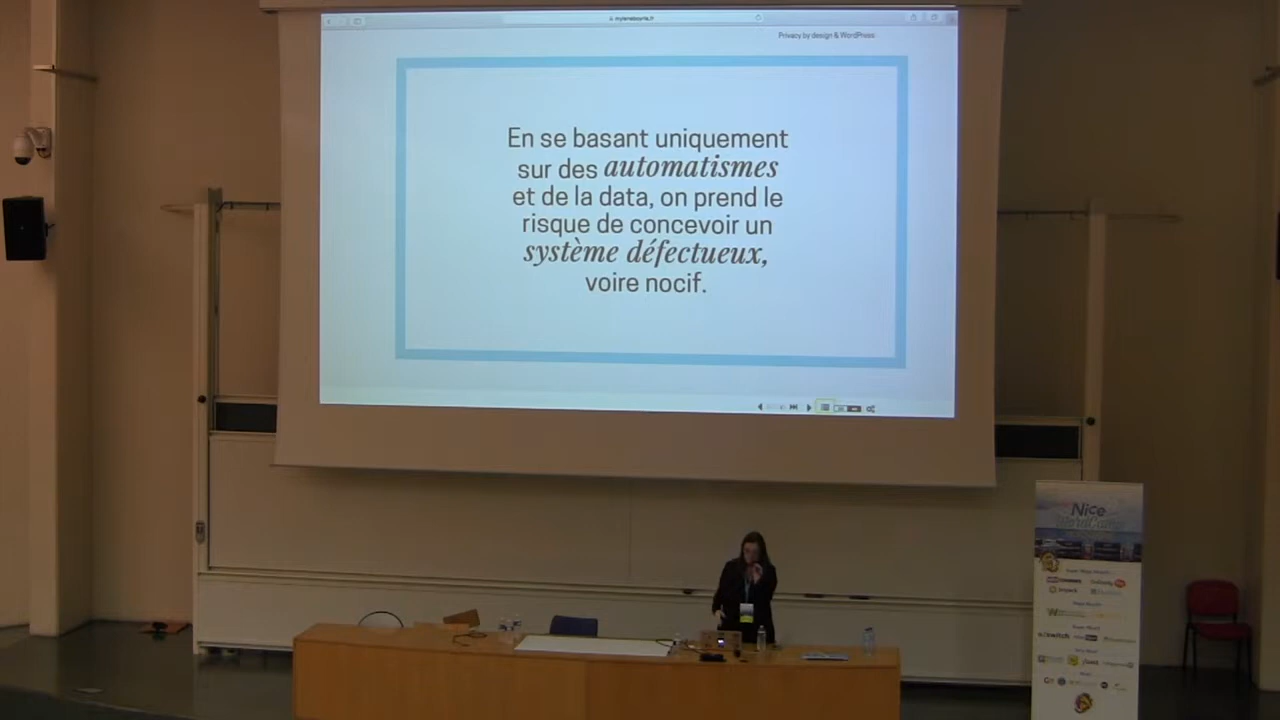 Privacy by design & WordPress
En se basant uniquement
sur des automatismes
et de la data, on prend le
risque de concevoir un
système défectueux,
voire nocif.
Nice
WordCamp